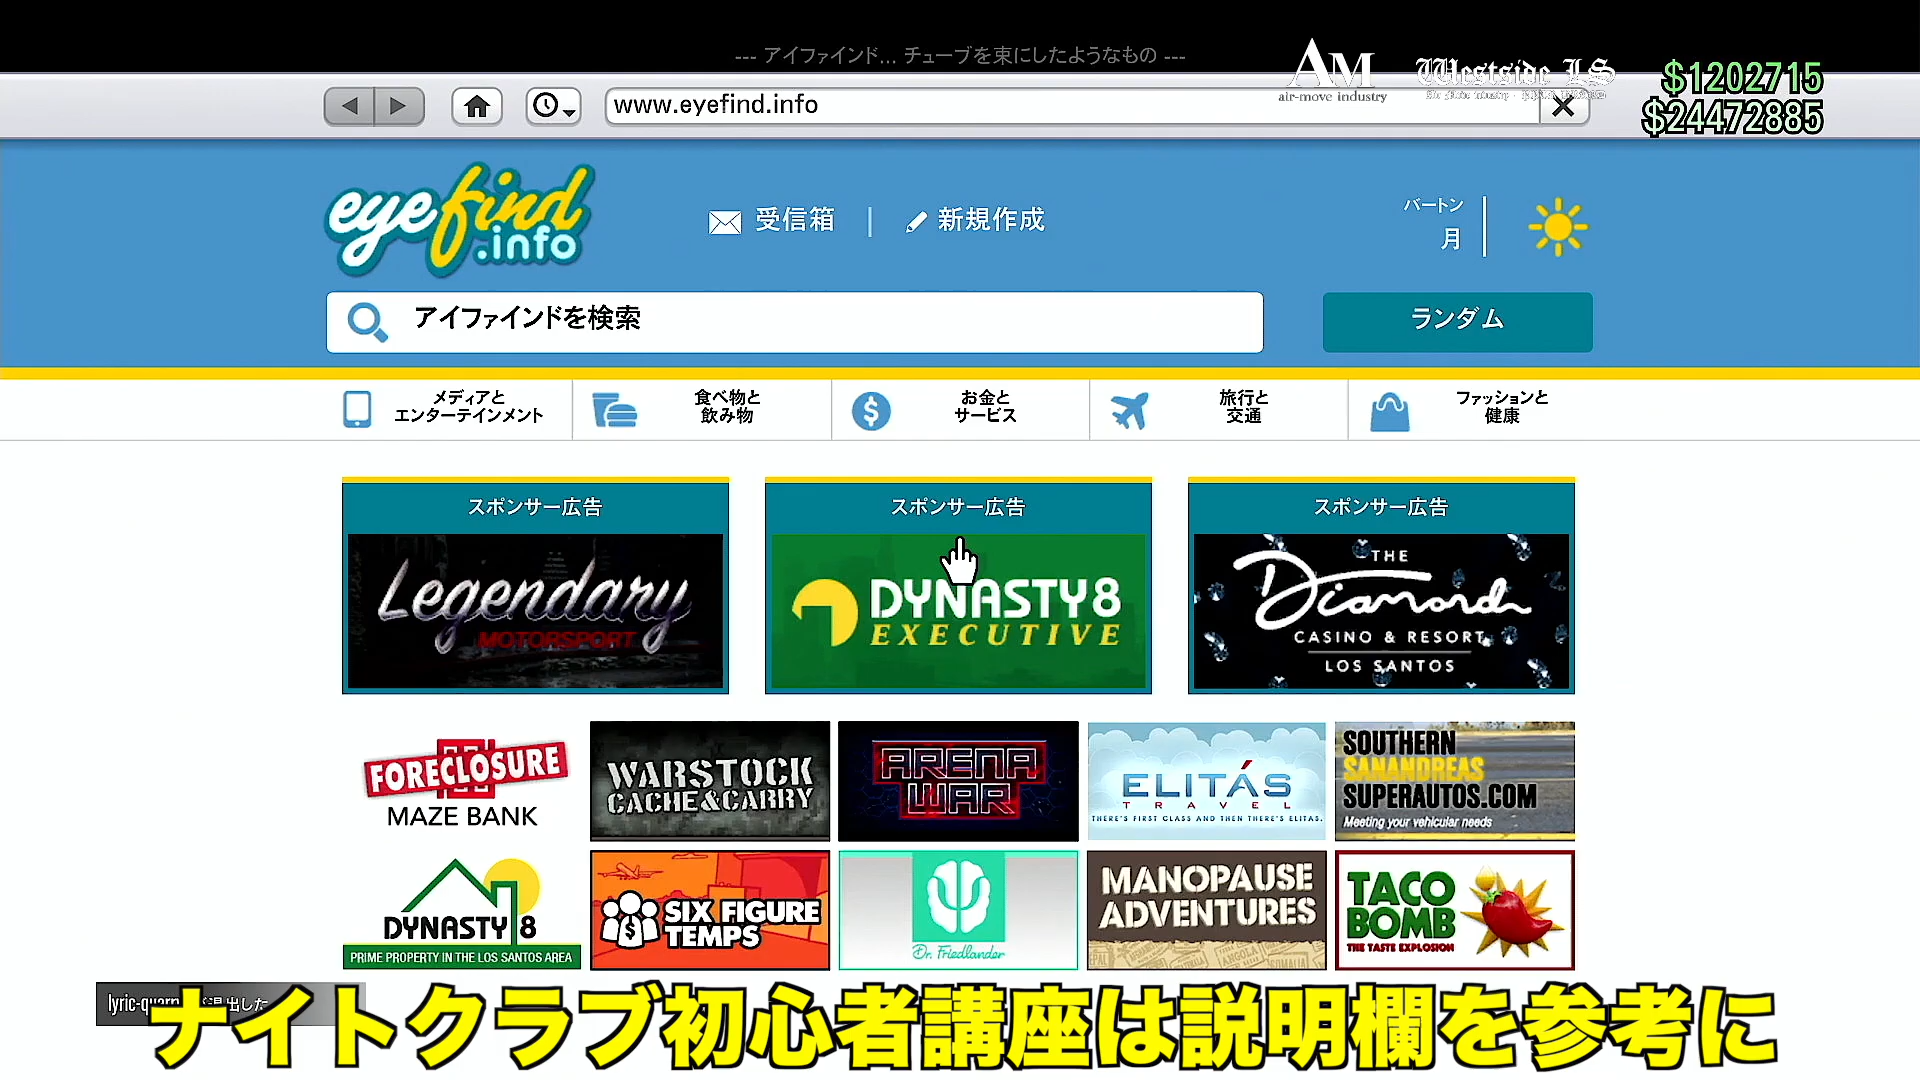 --- アイファインド... チューブを束にしたようなもの ---
AM
air-move industry
Westside LS
$1202715
$24472885
www.eyefind.info
eyefind
.info
受信箱
新規作成
バートン
月
アイファインドを検索
ランダム
メディアと
エンターテインメント
食べ物と
飲み物
お金と
サービス
旅行と
交通
ファッションと
健康
スポンサー広告
Legendary
MOTORSPORT
スポンサー広告
DYNASTY 8
EXECUTIVE
スポンサー広告
THE
Diamond
CASINO & RESORT
LOS SANTOS
FORECLOSURE
MAZE BANK
WARSTOCK
CACHE&CARRY
ARENA
WAR
ELITÁS
TRAVEL
THERE'S FIRST CLASS AND THEN THERE'S ELITAS.
SOUTHERN
SANANDREAS
SUPERAUTOS.COM
Meeting your vehicular needs
DYNASTY 8
PRIME PROPERTY IN THE LOS SANTOS AREA
SIX FIGURE
TEMPS
Dr. Friedlander
MANOPAUSE
ADVENTURES
TACO
BOMB
THE TASTE EXPLOSION
ナイトクラブ初心者講座は説明欄を参考に